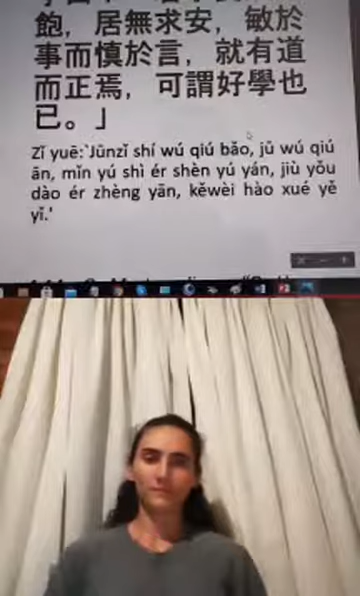 飽，居無求安，敏於
事而慎於言，就有道
而正焉，可謂好學也
已。」
Zǐ yuē:`Jūnzǐ shí wú qiú bǎo, jū wú qiú
ān, mǐn yú shì ér shèn yú yán, jiù yǒu
dào ér zhèng yān, kěwèi hào xué yě
yǐ.'